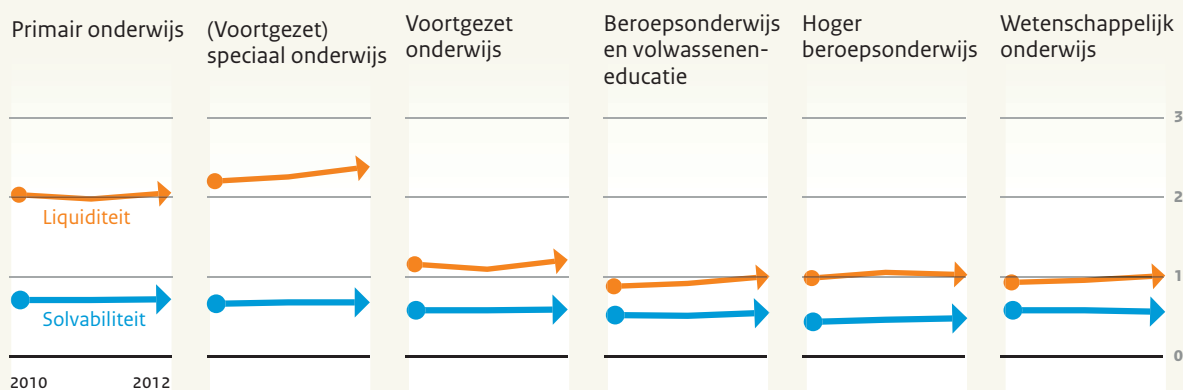 Primair onderwijs
(Voortgezet)
speciaal onderwijs
Voortgezet
onderwijs
Beroepsonderwijs
en volwassenen-
educatie
Hoger
beroepsonderwijs
Wetenschappelijk
onderwijs
3
2
Liquiditeit
1
Solvabiliteit
0
2010 2012